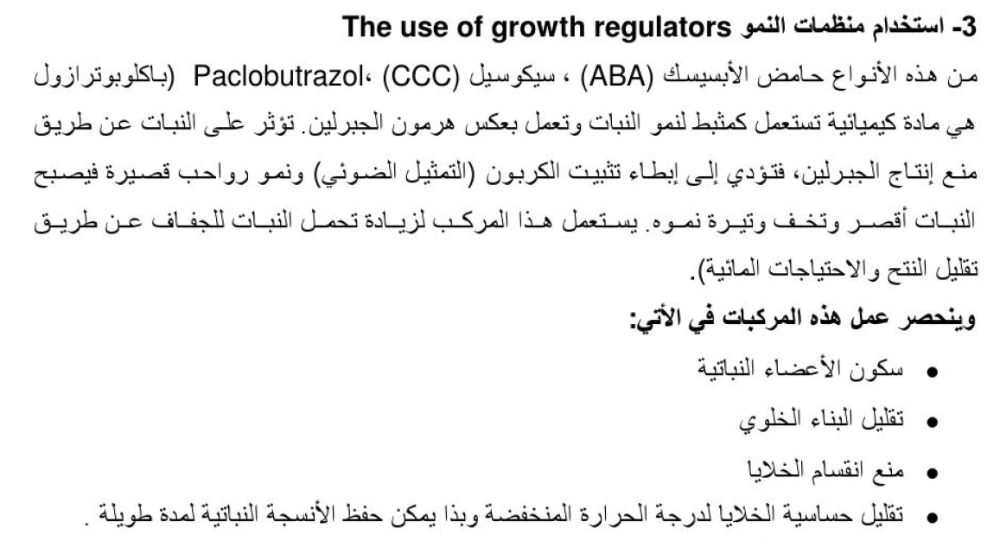 3- استخدام منظمات النمو The use of growth regulators
من هذه الأنواع حامض الأبسيسك (ABA) ، سيكوسيل (CCC) ،Paclobutrazol (باكلوبوترازول
هي مادة كيميائية تستعمل كمثبط لنمو النبات وتعمل بعكس هرمون الجبرلين. تؤثر على النبات عن طريق
منع إنتاج الجبرلين، فتؤدي إلى إبطاء تثبيت الكربون (التمثيل الضوئي) ونمو رواحب قصيرة فيصبح
النبات أقصر وتخف وتيرة نموه. يستعمل هذا المركب لزيادة تحمل النبات للجفاف عن طريق
تقليل النتح والاحتياجات المائية).
وينحصر عمل هذه المركبات في الأتي:
• سكون الأعضاء النباتية
• تقليل البناء الخلوي
• منع انقسام الخلايا
• تقليل حساسية الخلايا لدرجة الحرارة المنخفضة وبذا يمكن حفظ الأنسجة النباتية لمدة طويلة .